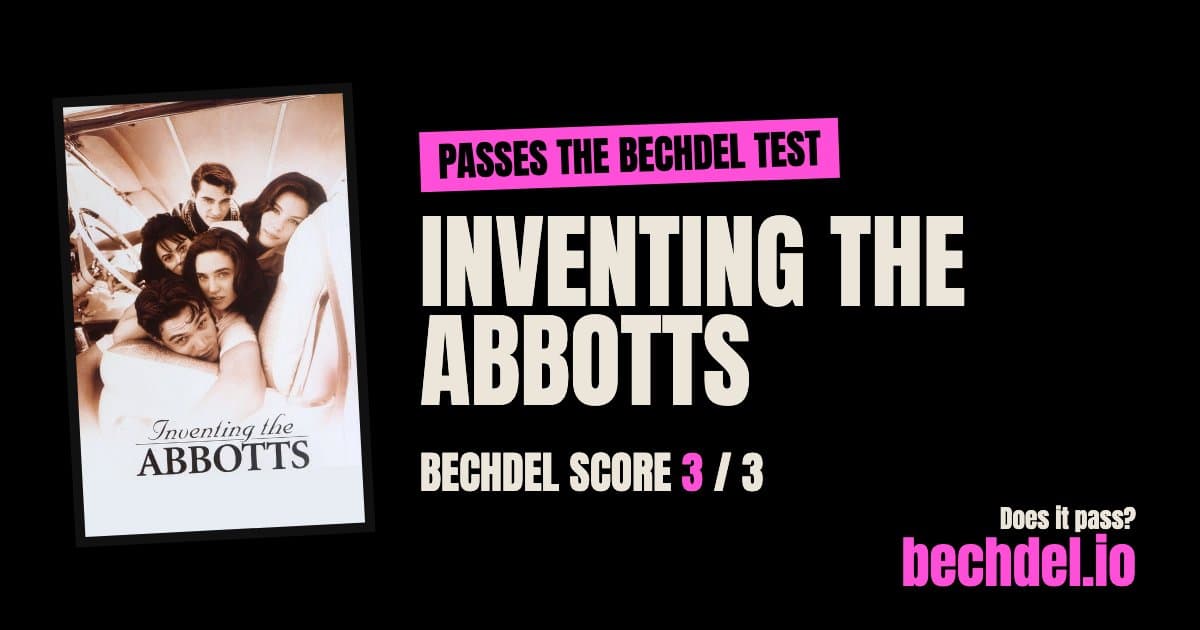 Inventing the
ABBOTTS
PASSES THE BECHDEL TEST
INVENTING THE
ABBOTTS
BECHDEL SCORE 3 / 3
Does it pass?
bechdel.io